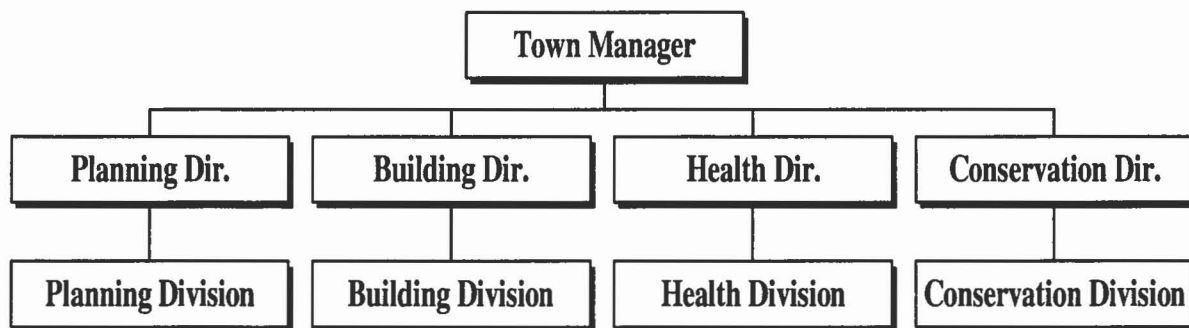 Town Manager
Planning Dir.
Building Dir.
Health Dir.
Conservation Dir.
Planning Division
Building Division
Health Division
Conservation Division